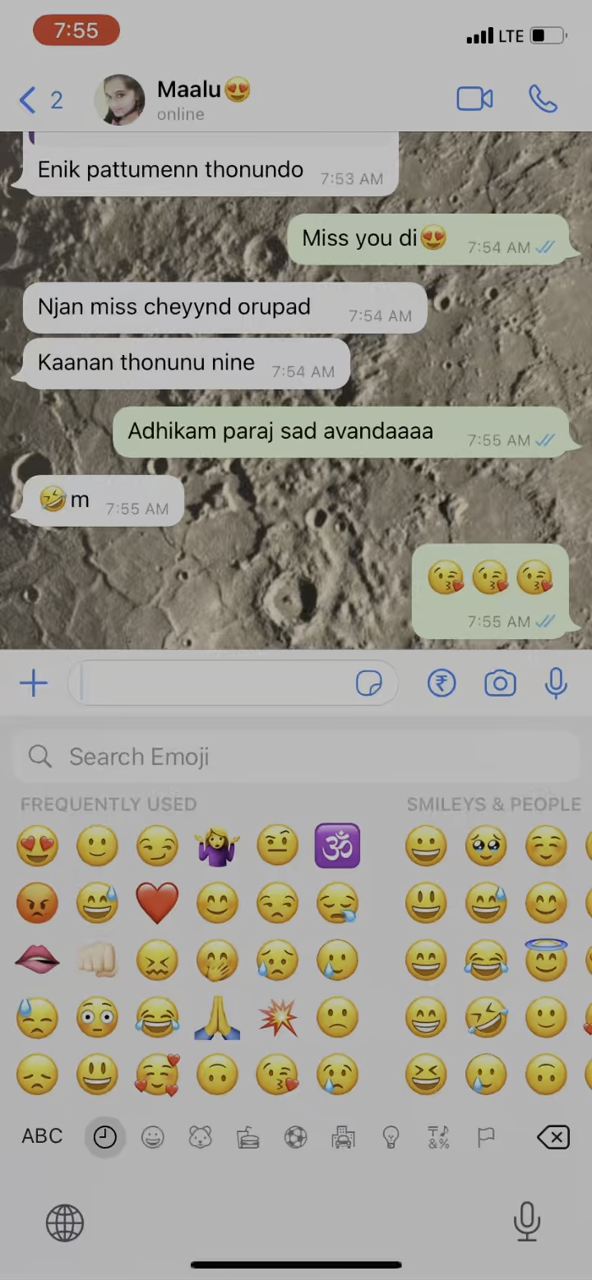 7:55
LTE
2
Maalu😍
online
Enik pattumenn thonundo 7:53 AM
Miss you di😍 7:54 AM
Njan miss cheyynd orupad 7:54 AM
Kaanan thonunu nine 7:54 AM
Adhikam paraj sad avandaaaa 7:55 AM
🤣m 7:55 AM
😘😘😘
7:55 AM
₹
Search Emoji
FREQUENTLY USED
SMILEYS & PEOPLE
🕉
ABC
&%